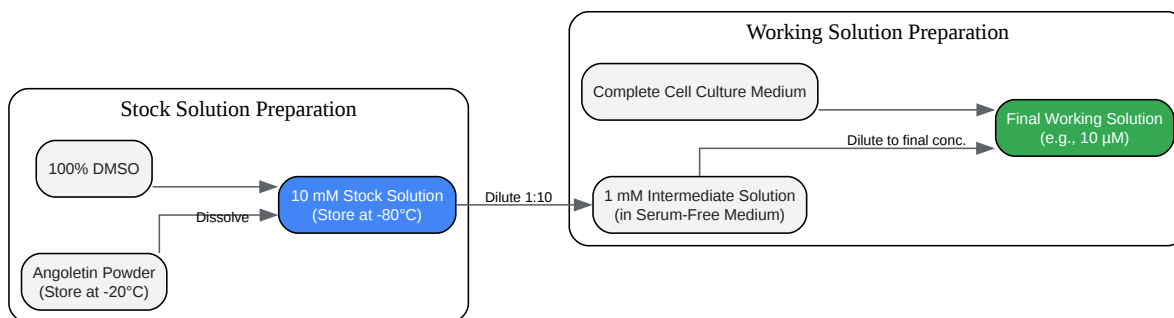 Stock Solution Preparation
100% DMSO
Angoletin Powder
(Store at -20°C)
Dissolve
10 mM Stock Solution
(Store at -80°C)
Dilute 1:10
Working Solution Preparation
Complete Cell Culture Medium
1 mM Intermediate Solution
(in Serum-Free Medium)
Dilute to final conc.
Final Working Solution
(e.g., 10 µM)